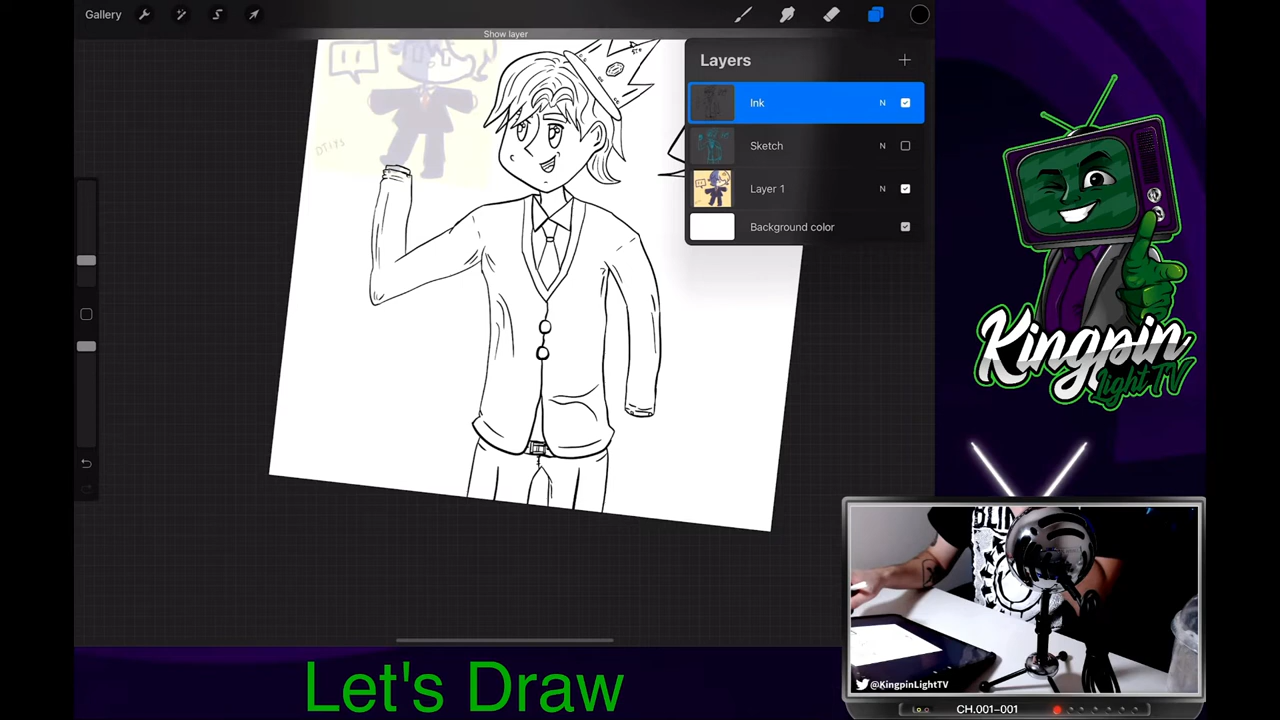 Gallery
Show layer
Layers
Ink N
Sketch N
Layer 1 N
Background color
DTIYS
Kingpin
Light TV
@KingpinLightTV
CH.001-001
Let's Draw